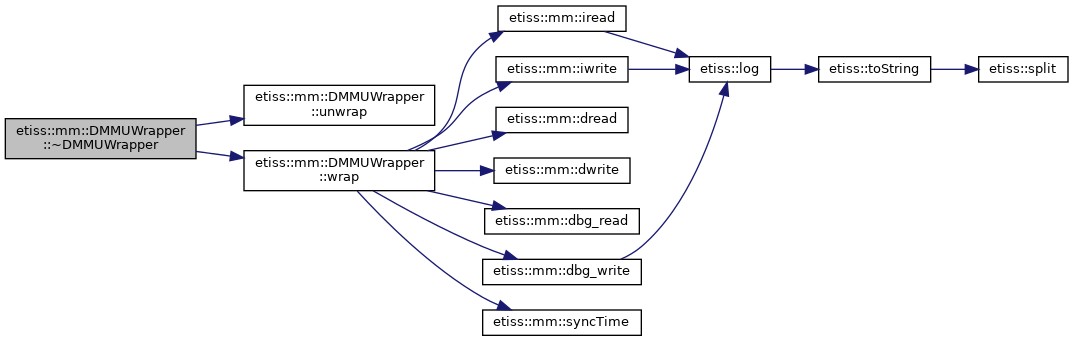 etiss::mm::DMMUWrapper
::~DMMUWrapper
etiss::mm::DMMUWrapper
::unwrap
etiss::mm::DMMUWrapper
::wrap
etiss::mm::iread
etiss::mm::iwrite
etiss::mm::dread
etiss::mm::dwrite
etiss::mm::dbg_read
etiss::mm::dbg_write
etiss::mm::syncTime
etiss::log
etiss::toString
etiss::split